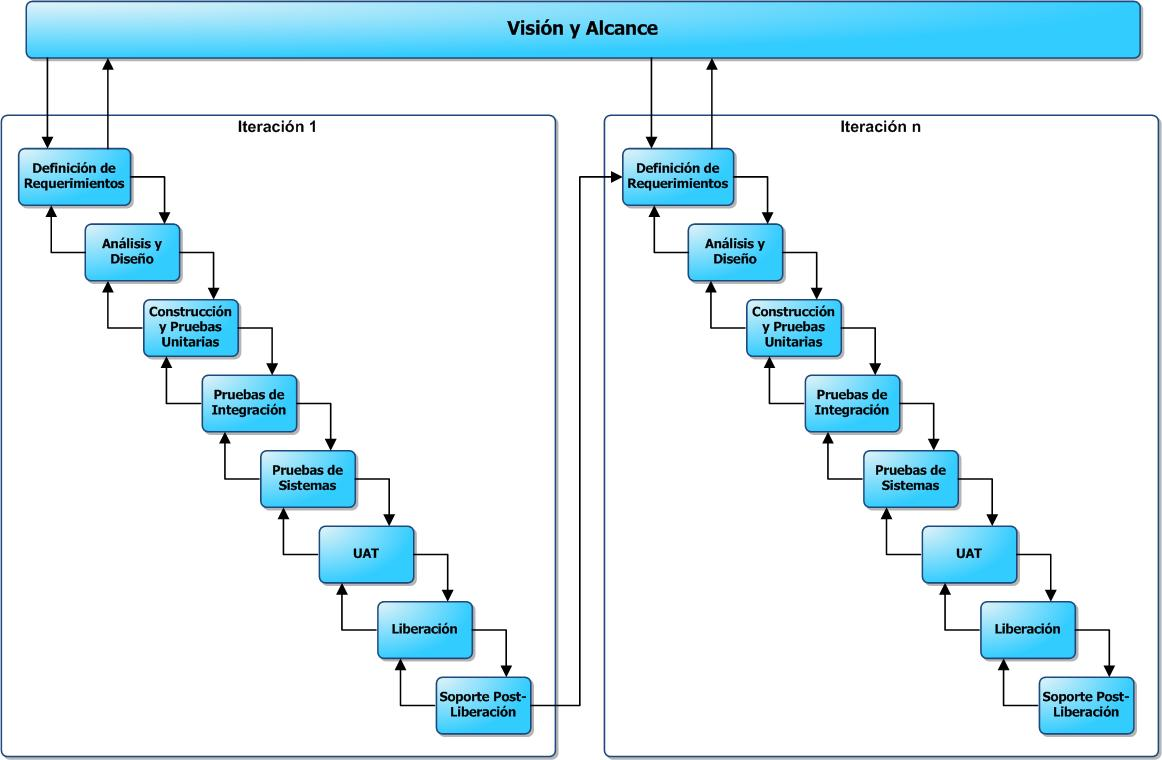 Visión y Alcance
Iteración 1
Definición de
Requerimientos
Análisis y
Diseño
Construcción
y Pruebas
Unitarias
Pruebas de
Integración
Pruebas de
Sistemas
UAT
Liberación
Soporte Post-
Liberación
Iteración n
Definición de
Requerimientos
Análisis y
Diseño
Construcción
y Pruebas
Unitarias
Pruebas de
Integración
Pruebas de
Sistemas
UAT
Liberación
Soporte Post-
Liberación